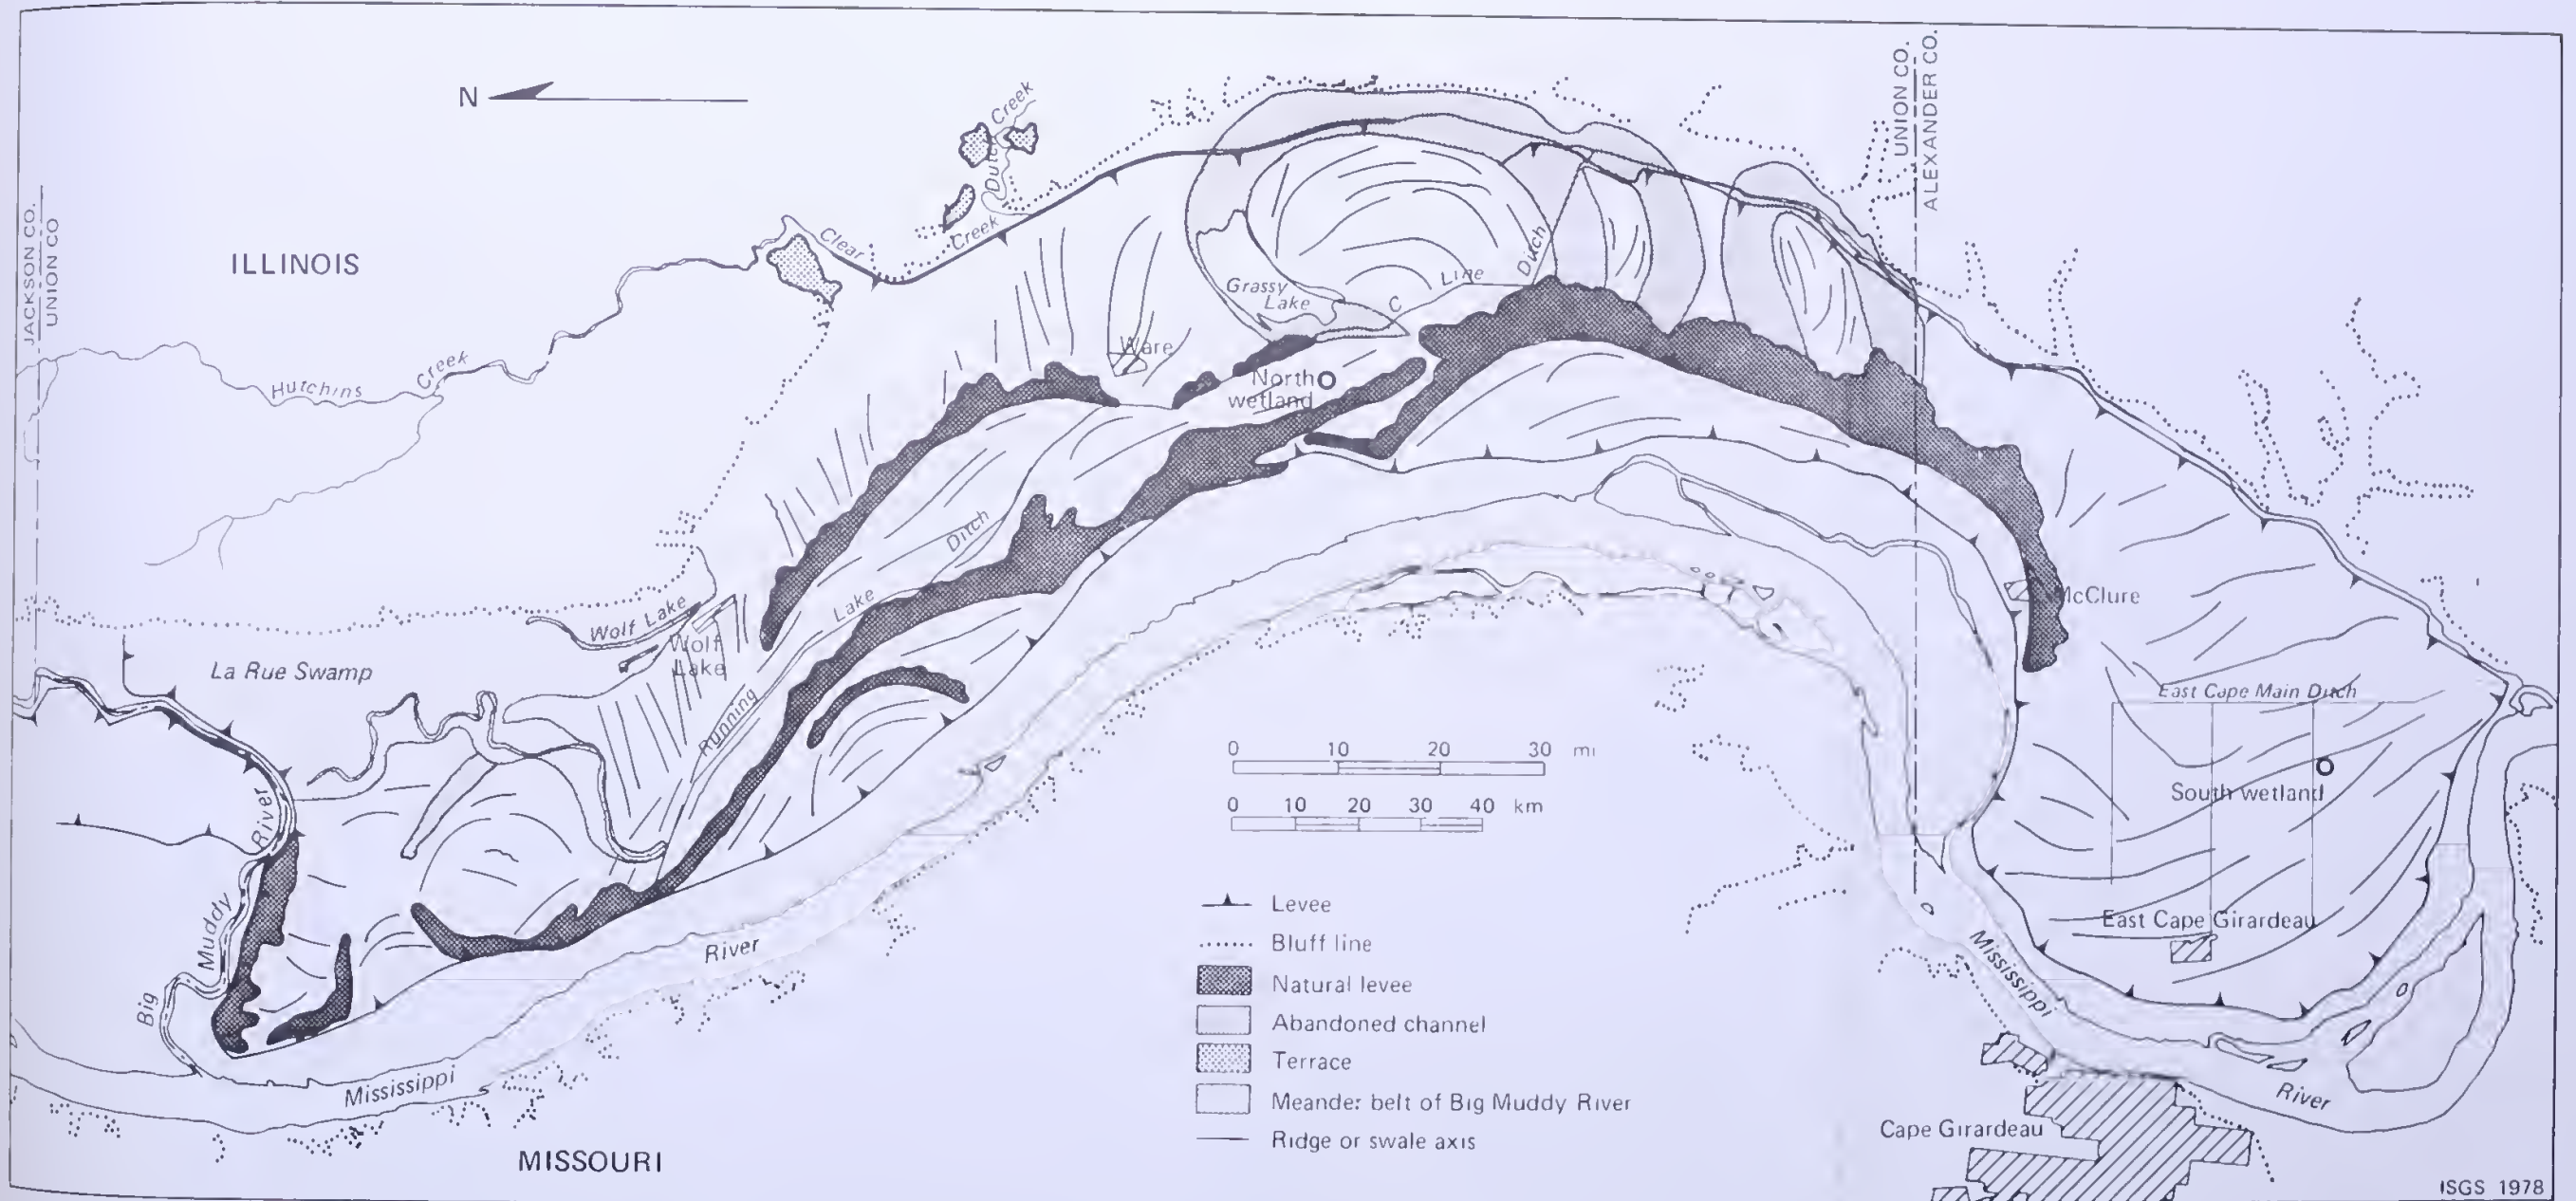 N
ILLINOIS
JACKSON CO.
UNION CO
UNION CO.
ALEXANDER CO.
Hutchins
Creek
Clear
Creek
Dutch
Creek
Grassy
Lake
C
Line
Ditch
Ware
North
wetland
Wolf Lake
Wolf
Lake
La Rue Swamp
Running
Lake
Ditch
McClure
East Cape Main Ditch
South wetland
East Cape Girardeau
Big
Muddy
River
Mississippi
River
Mississippi
River
Cape Girardeau
MISSOURI
0 10 20 30 mi
0 10 20 30 40 km
Levee
Bluff line
Natural levee
Abandoned channel
Terrace
Meander belt of Big Muddy River
Ridge or swale axis
ISGS 1978